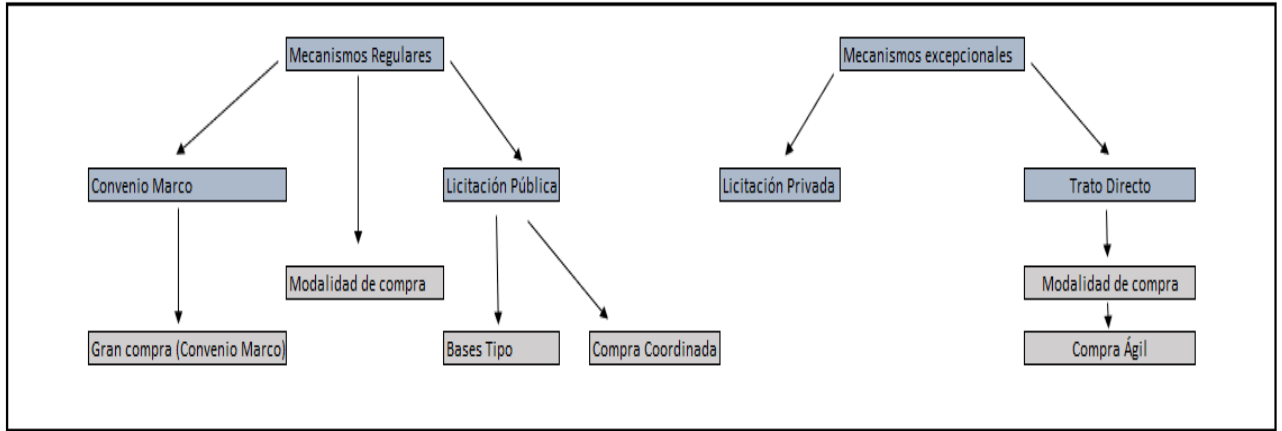 Mecanismos Regulares
Mecanismos excepcionales
Convenio Marco
Licitación Pública
Licitación Privada
Trato Directo
Modalidad de compra
Modalidad de compra
Gran compra (Convenio Marco)
Bases Tipo
Compra Coordinada
Compra Ágil